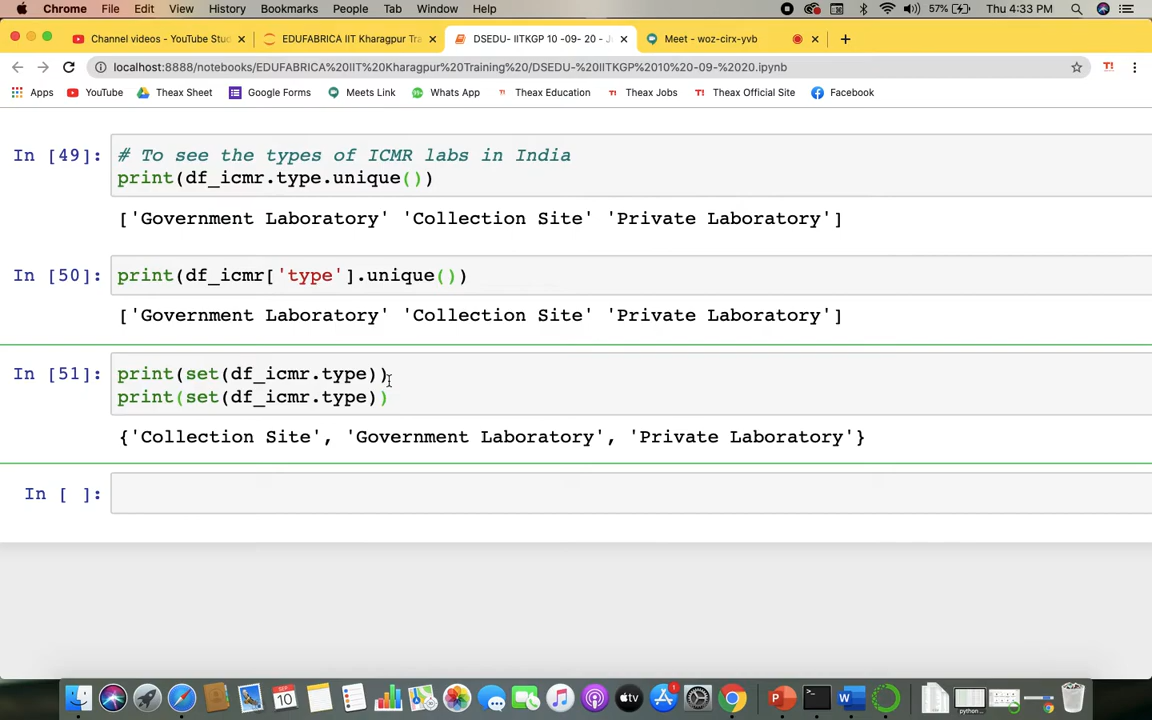 Chrome File Edit View History Bookmarks People Tab Window Help 57% Thu 4:33 PM
Channel videos - YouTube Stud EDUFABRICA IIT Kharagpur Tra DSEDU- IITKGP 10 -09- 20 - J Meet - woz-cirx-yvb
localhost:8888/notebooks/EDUFABRICA%20IIT%20Kharagpur%20Training%20/DSEDU-%20IITKGP%2010%20-09-%2020.ipynb
Apps YouTube Theax Sheet Google Forms Meets Link Whats App Theax Education Theax Jobs Theax Official Site Facebook
In [49]: # To see the types of ICMR labs in India
print(df_icmr.type.unique())
['Government Laboratory' 'Collection Site' 'Private Laboratory']
In [50]: print(df_icmr['type'].unique())
['Government Laboratory' 'Collection Site' 'Private Laboratory']
In [51]: print(set(df_icmr.type))
print(set(df_icmr.type))
{'Collection Site', 'Government Laboratory', 'Private Laboratory'}
In [ ]: